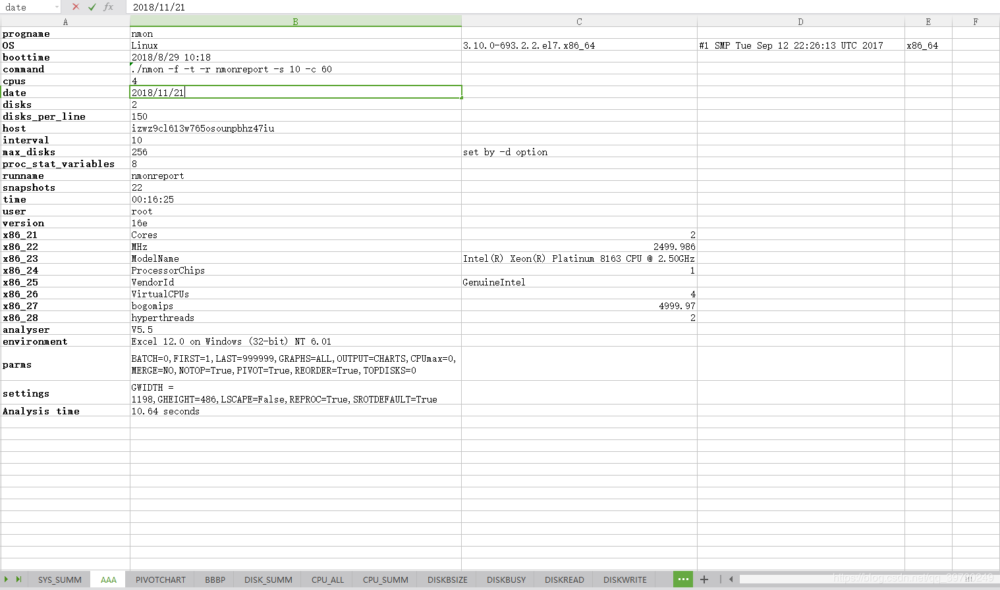 date fx 2018/11/21
A B C D E F
progname nmon
OS Linux 3.10.0-693.2.2.el7.x86_64 #1 SMP Tue Sep 12 22:26:13 UTC 2017 x86_64
boottime 2018/8/29 10:18
command ./nmon -f -t -r nmonreport -s 10 -c 60
cpus 4
date 2018/11/21
disks 2
disks_per_line 150
host izwz9cl613w765osounpbhz47iu
interval 10
max_disks 256 set by -d option
proc_stat_variables 8
runname nmonreport
snapshots 22
time 00:16:25
user root
version 16e
x86_21 Cores 2
x86_22 MHz 2499.986
x86_23 ModelName Intel(R) Xeon(R) Platinum 8163 CPU @ 2.50GHz
x86_24 ProcessorChips 1
x86_25 VendorId GenuineIntel
x86_26 VirtualCPUs 4
x86_27 bogomips 4999.97
x86_28 hyperthreads 2
analyser V5.5
environment Excel 12.0 on Windows (32-bit) NT 6.01
parms BATCH=0,FIRST=1,LAST=999999,GRAPHS=ALL,OUTPUT=CHARTS,CPUmax=0,
MERGE=NO,NOTOP=True,PIVOT=True,REORDER=True,TOPDISKS=0
settings GWIDTH =
1198,GHEIGHT=486,LSCAPE=False,REPROC=True,SROTDEFAULT=True
Analysis time 10.64 seconds
SYS_SUMM AAA PIVOTCHART BBBP DISK_SUMM CPU_ALL CPU_SUMM DISKBSIZE DISKBUSY DISKREAD DISKWRITE